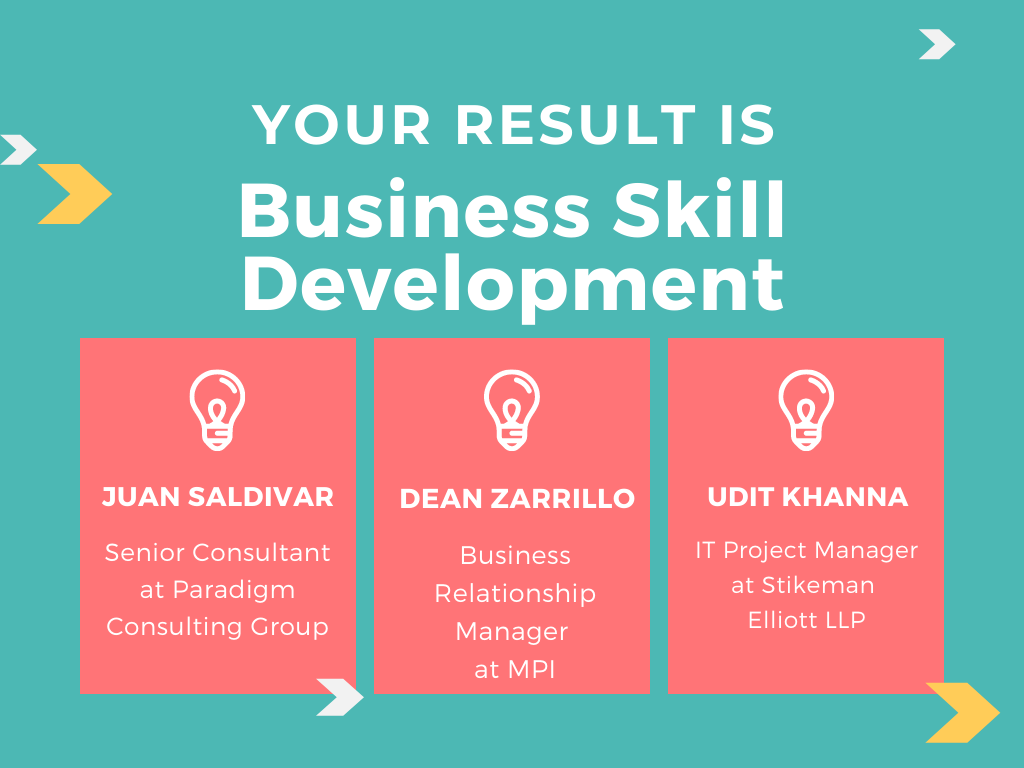 YOUR RESULT IS
Business Skill
Development
JUAN SALDIVAR
Senior Consultant
at Paradigm
Consulting Group
DEAN ZARRILLO
Business
Relationship
Manager
at MPI
UDIT KHANNA
IT Project Manager
at Stikeman
Elliott LLP